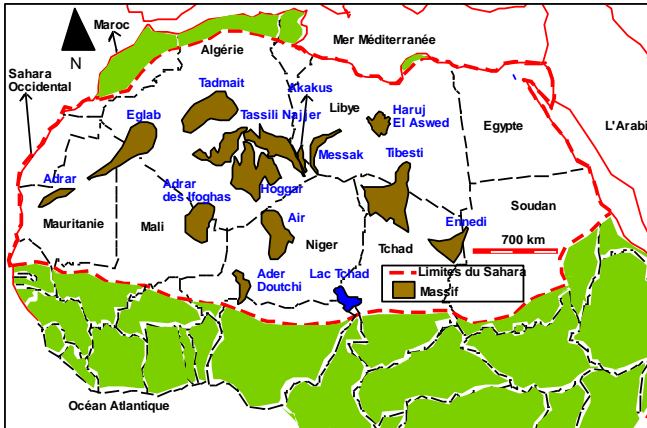 Maroc
N
Algérie
Mer Méditerranée
Sahara
Occidental
Tadmait
Akakus
Eglab
Tassili Najjer
Libye
Haruj
El Aswed
Egypte
L'Arabi
Messak
Tibesti
Adrar
Adrar
des Ifoghas
Hoggar
Mauritanie
Mali
Air
Niger
Tchad
Ennedi
Soudan
700 km
Ader
Doutchi
Lac Tchad
Limites du Sahara
Massif
Océan Atlantique